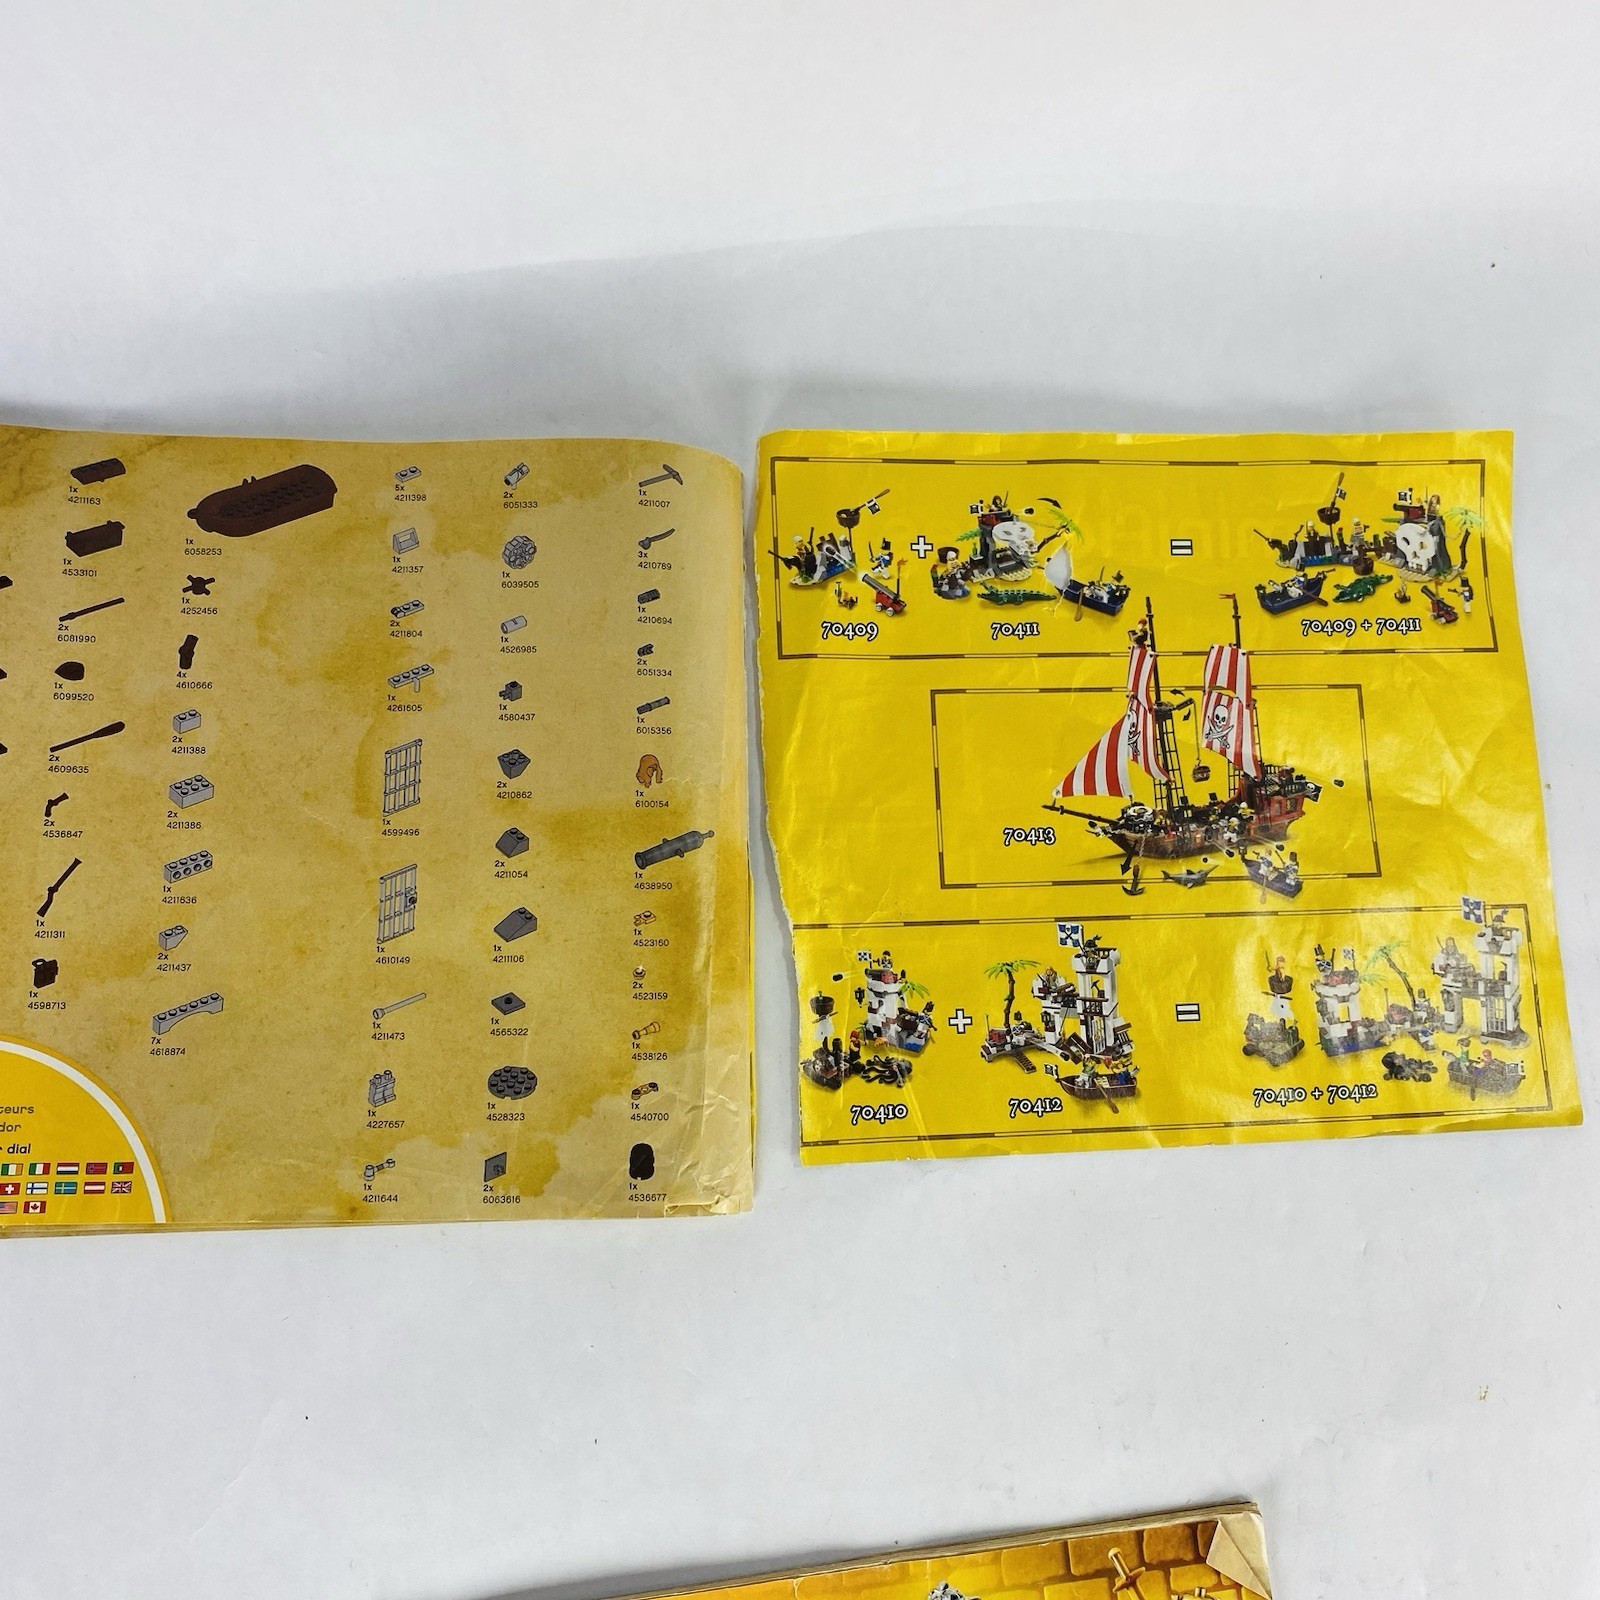 1x
4211163
1x
4533101
2x
6081990
1x
6099520
2x
4609635
2x
4536847
1x
4211311
1x
4598713
1x
6058253
1x
4252456
4x
4610666
2x
4211388
2x
4211386
1x
4211636
2x
4211437
7x
4618874
5x
4211398
1x
4211357
2x
4211804
1x
4261605
1x
4599496
1x
4610149
1x
4211473
1x
4227657
1x
4211644
2x
6051333
1x
6039505
1x
4526985
1x
4580437
2x
4210862
2x
4211054
1x
4211106
1x
4565322
1x
4528323
2x
6063616
1x
4211007
3x
4210789
1x
4210694
2x
6051334
1x
6015356
1x
6100154
1x
4638950
1x
4523160
2x
4523159
1x
4538126
1x
4540700
1x
4536677
teurs
dor
dial
+
=
70409
70411
70409 + 70411
70413
+
=
70410
70412
70410 + 70412